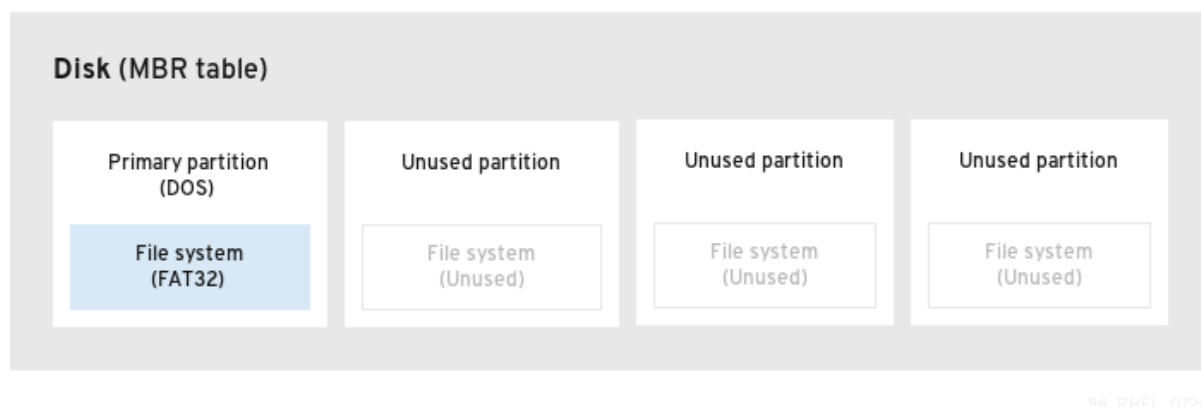 Disk (MBR table)
Primary partition
(DOS)
File system
(FAT32)
Unused partition
File system
(Unused)
Unused partition
File system
(Unused)
Unused partition
File system
(Unused)
96_RHEL_072